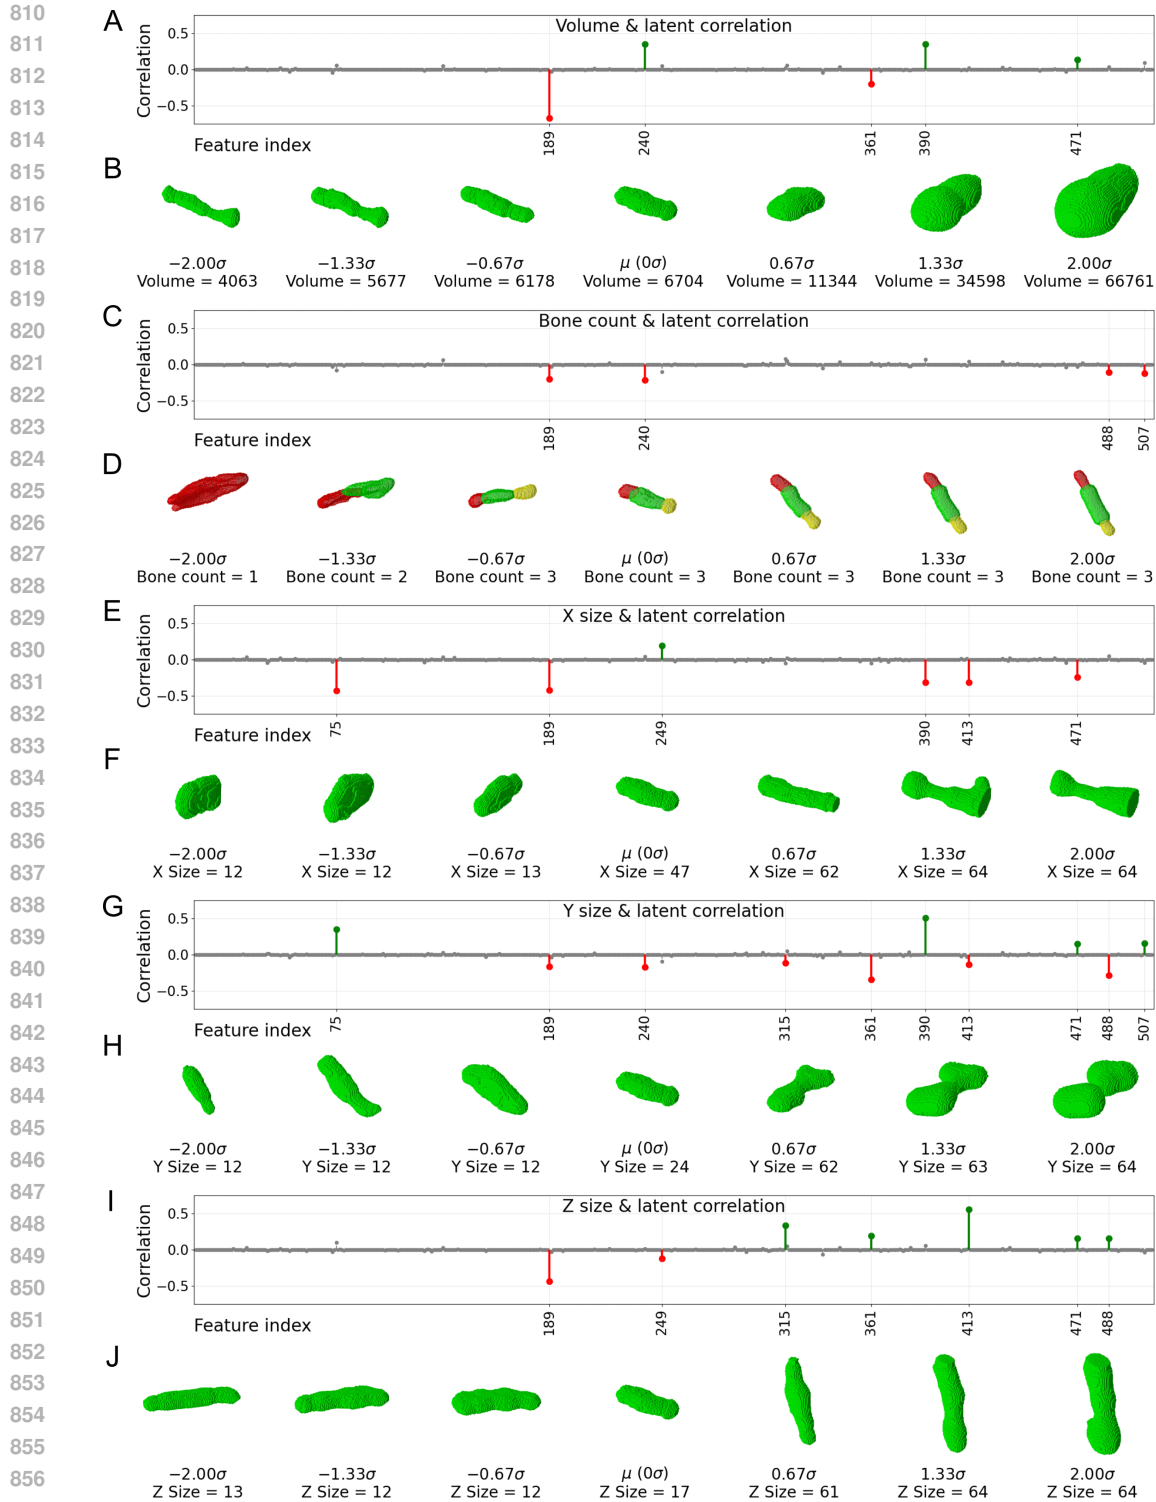 810
811
812
813
814
815
816
817
818
819
820
821
822
823
824
825
826
827
828
829
830
831
832
833
834
835
836
837
838
839
840
841
842
843
844
845
846
847
848
849
850
851
852
853
854
855
856
A
Volume & latent correlation
Correlation
0.5
0.0
−0.5
Feature index
189 240 361 390 471
B
−2.00σ −1.33σ −0.67σ μ (0σ) 0.67σ 1.33σ 2.00σ
Volume = 4063 Volume = 5677 Volume = 6178 Volume = 6704 Volume = 11344 Volume = 34598 Volume = 66761
C
Bone count & latent correlation
Correlation
0.5
0.0
−0.5
Feature index
189 240 488 507
D
−2.00σ −1.33σ −0.67σ μ (0σ) 0.67σ 1.33σ 2.00σ
Bone count = 1 Bone count = 2 Bone count = 3 Bone count = 3 Bone count = 3 Bone count = 3 Bone count = 3
E
X size & latent correlation
Correlation
0.5
0.0
−0.5
Feature index
75 189 249 390 413 471
F
−2.00σ −1.33σ −0.67σ μ (0σ) 0.67σ 1.33σ 2.00σ
X Size = 12 X Size = 12 X Size = 13 X Size = 47 X Size = 62 X Size = 64 X Size = 64
G
Y size & latent correlation
Correlation
0.5
0.0
−0.5
Feature index
75 189 240 315 361 390 413 471 488 507
H
−2.00σ −1.33σ −0.67σ μ (0σ) 0.67σ 1.33σ 2.00σ
Y Size = 12 Y Size = 12 Y Size = 12 Y Size = 24 Y Size = 62 Y Size = 63 Y Size = 64
I
Z size & latent correlation
Correlation
0.5
0.0
−0.5
Feature index
189 249 315 361 413 471 488
J
−2.00σ −1.33σ −0.67σ μ (0σ) 0.67σ 1.33σ 2.00σ
Z Size = 13 Z Size = 12 Z Size = 12 Z Size = 17 Z Size = 61 Z Size = 64 Z Size = 64